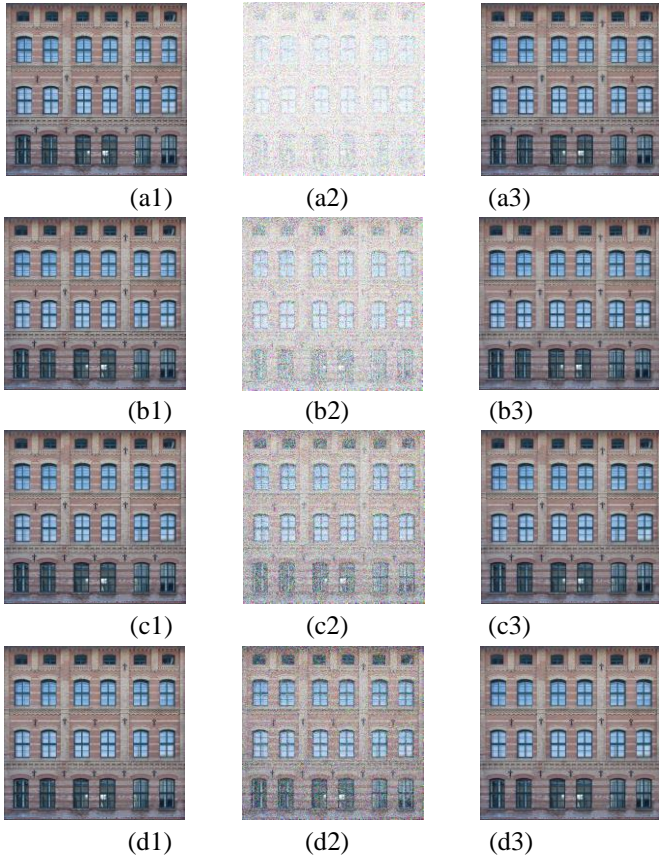 (a1) (a2) (a3)
(b1) (b2) (b3)
(c1) (c2) (c3)
(d1) (d2) (d3)